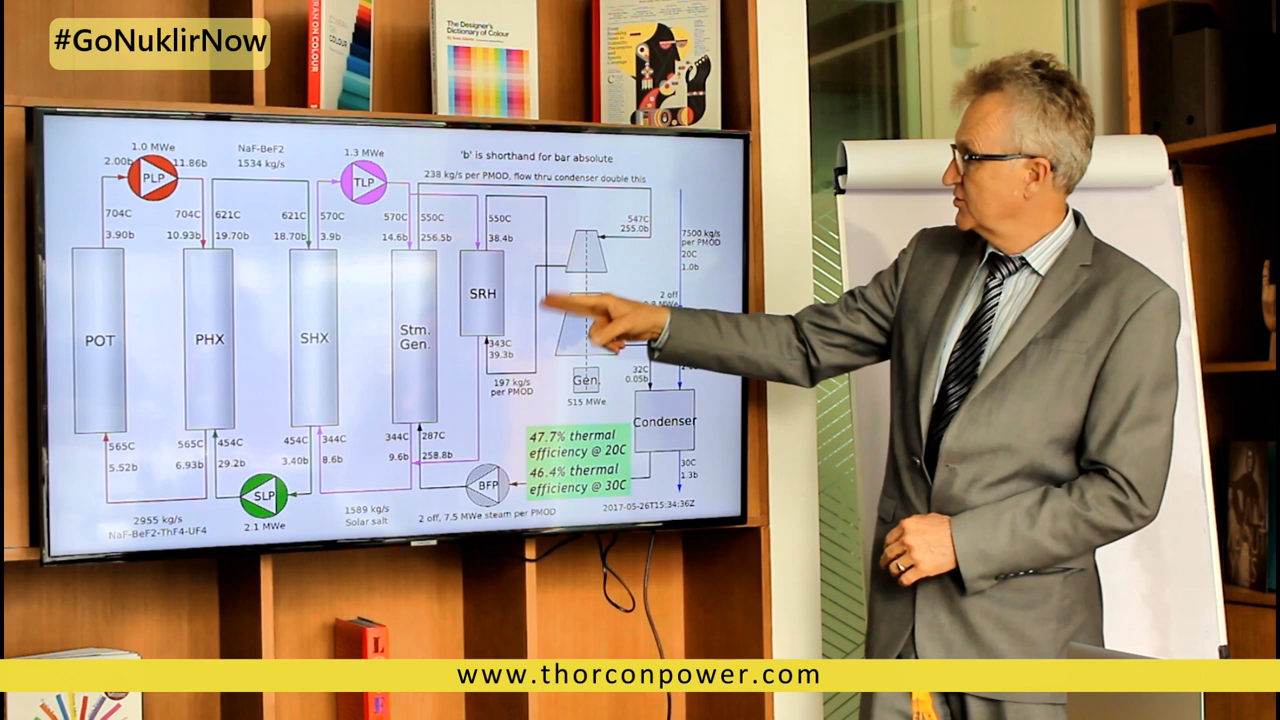 #GoNuklirNow
COLOUR
The Designer's
Dictionary of Colour
1.0 MWe
2.00b
PLP
11.86b
NaF-BeF2
1534 kg/s
1.3 MWe
TLP
'b' is shorthand for bar absolute
238 kg/s per PMOD, flow thru condenser double this
704C
3.90b
704C
10.93b
621C
19.70b
621C
18.70b
570C
3.9b
570C
14.6b
550C
256.5b
550C
38.4b
547C
255.0b
7500 kg/s
per PMOD
20C
1.0b
2 off
MWe
POT
PHX
SHX
Stm.
Gen.
SRH
343C
39.3b
197 kg/s
per PMOD
Gen.
515 MWe
32C
0.05b
Condenser
565C
5.52b
565C
6.93b
454C
29.2b
454C
3.40b
344C
8.6b
344C
9.6b
287C
258.8b
47.7% thermal
efficiency @ 20C
46.4% thermal
efficiency @ 30C
30C
1.3b
SLP
BFP
2955 kg/s
NaF-BeF2-ThF4-UF4
2.1 MWe
1589 kg/s
Solar salt
2 off, 7.5 MWe steam per PMOD
2017-05-26T15:34:36Z
www.thorconpower.com